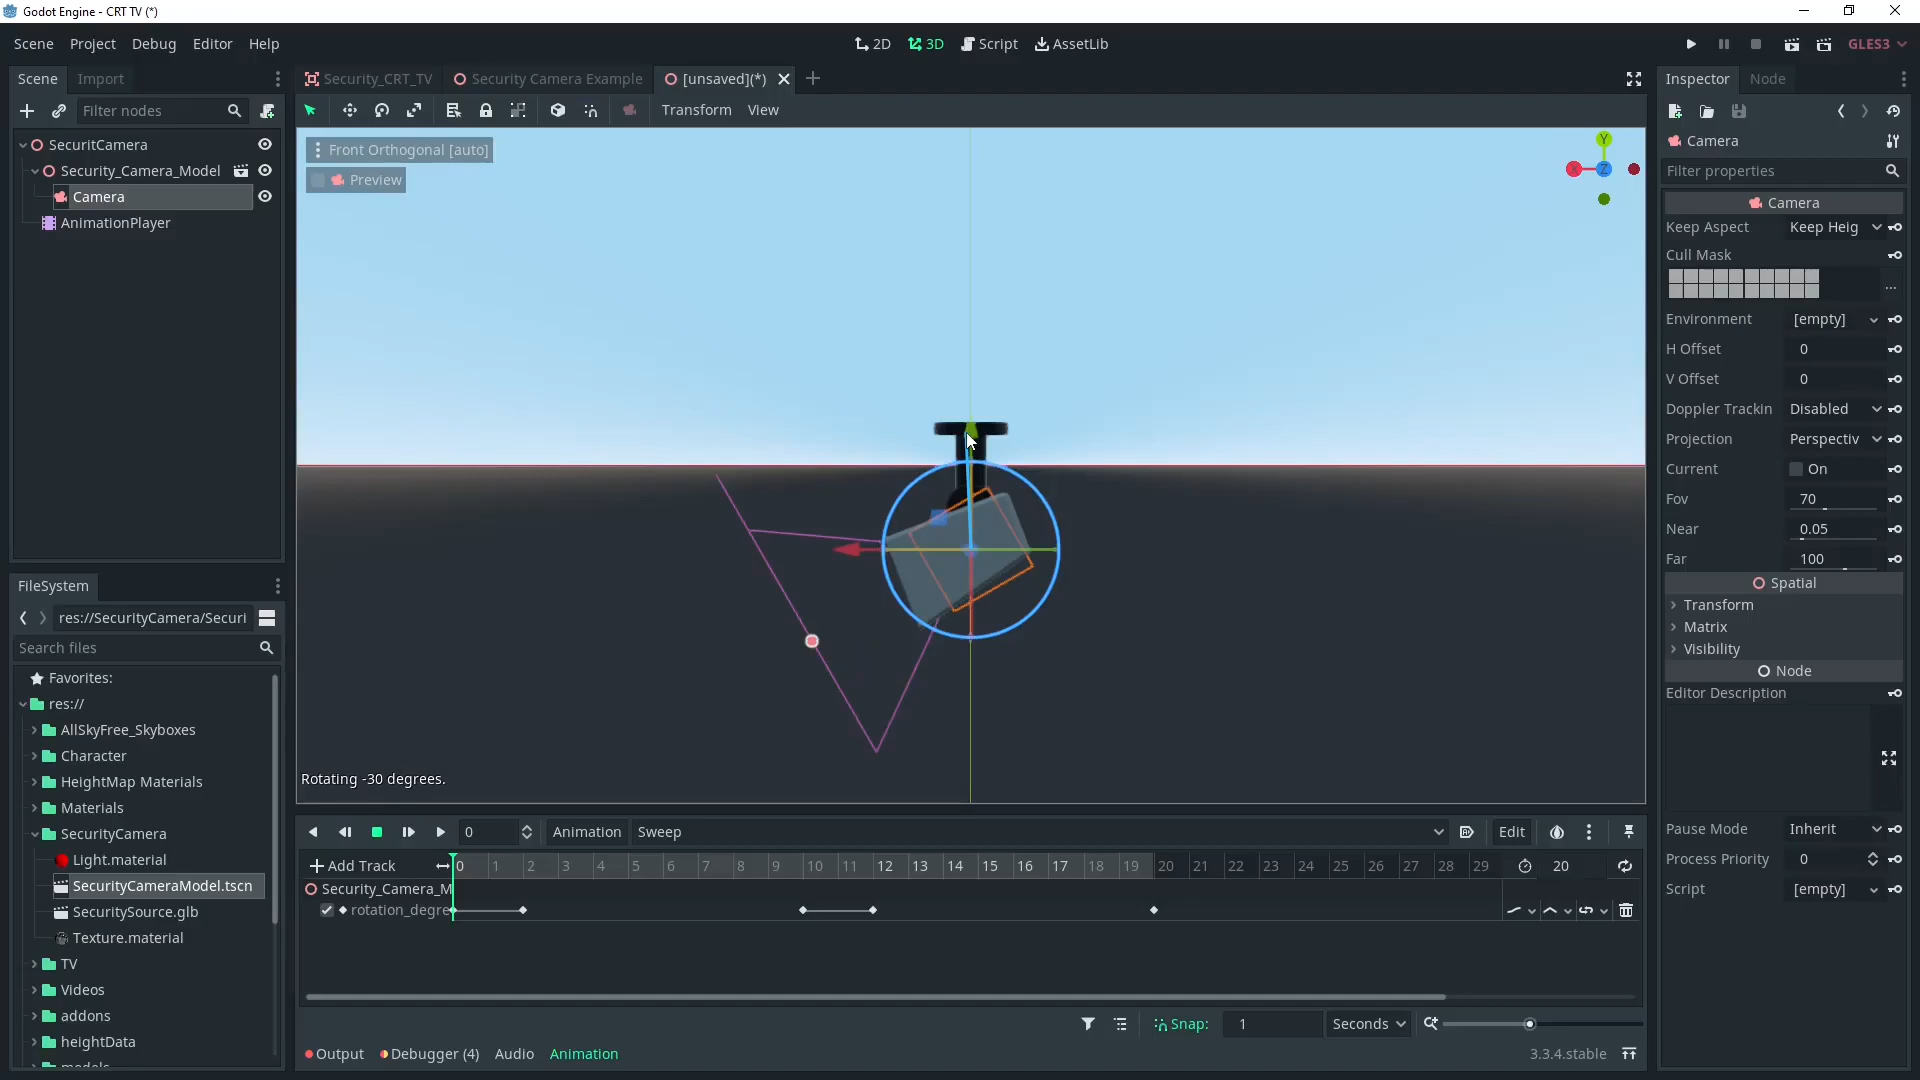 Godot Engine - CRT TV (*)
Scene Project Debug Editor Help
2D 3D Script AssetLib
GLES3
Scene Import
Security_CRT_TV Security Camera Example [unsaved](*)
Inspector Node
Filter nodes
Transform View
SecuritCamera
Security_Camera_Model
Camera
AnimationPlayer
Front Orthogonal [auto]
Preview
Y
X
Z
Rotating -30 degrees.
Camera
Filter properties
Camera
Keep Aspect Keep Heig
Cull Mask
...
Environment [empty]
H Offset 0
V Offset 0
Doppler Trackin Disabled
Projection Perspectiv
Current On
Fov 70
Near 0.05
Far 100
Spatial
Transform
Matrix
Visibility
Node
Editor Description
Pause Mode Inherit
Process Priority 0
Script [empty]
FileSystem
res://SecurityCamera/Securi
Search files
Favorites:
res://
AllSkyFree_Skyboxes
Character
HeightMap Materials
Materials
SecurityCamera
Light.material
SecurityCameraModel.tscn
SecuritySource.glb
Texture.material
TV
Videos
addons
heightData
models
0 Animation Sweep Edit
Add Track 0 1 2 3 4 5 6 7 8 9 10 11 12 13 14 15 16 17 18 19 20 21 22 23 24 25 26 27 28 29 20
Security_Camera_M
rotation_degre
Snap: 1 Seconds
Output Debugger (4) Audio Animation 3.3.4.stable